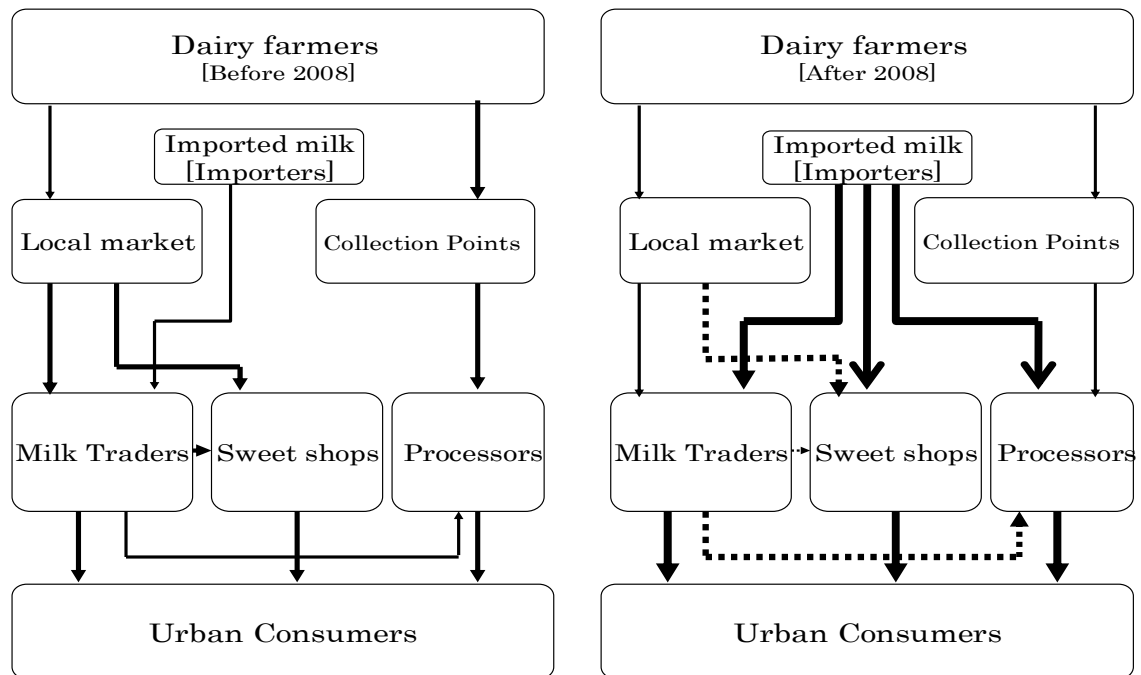 Dairy farmers
[Before 2008]
Imported milk
[Importers]
Local market
Collection Points
Milk Traders
Sweet shops
Processors
Urban Consumers
Dairy farmers
[After 2008]
Imported milk
[Importers]
Local market
Collection Points
Milk Traders
Sweet shops
Processors
Urban Consumers